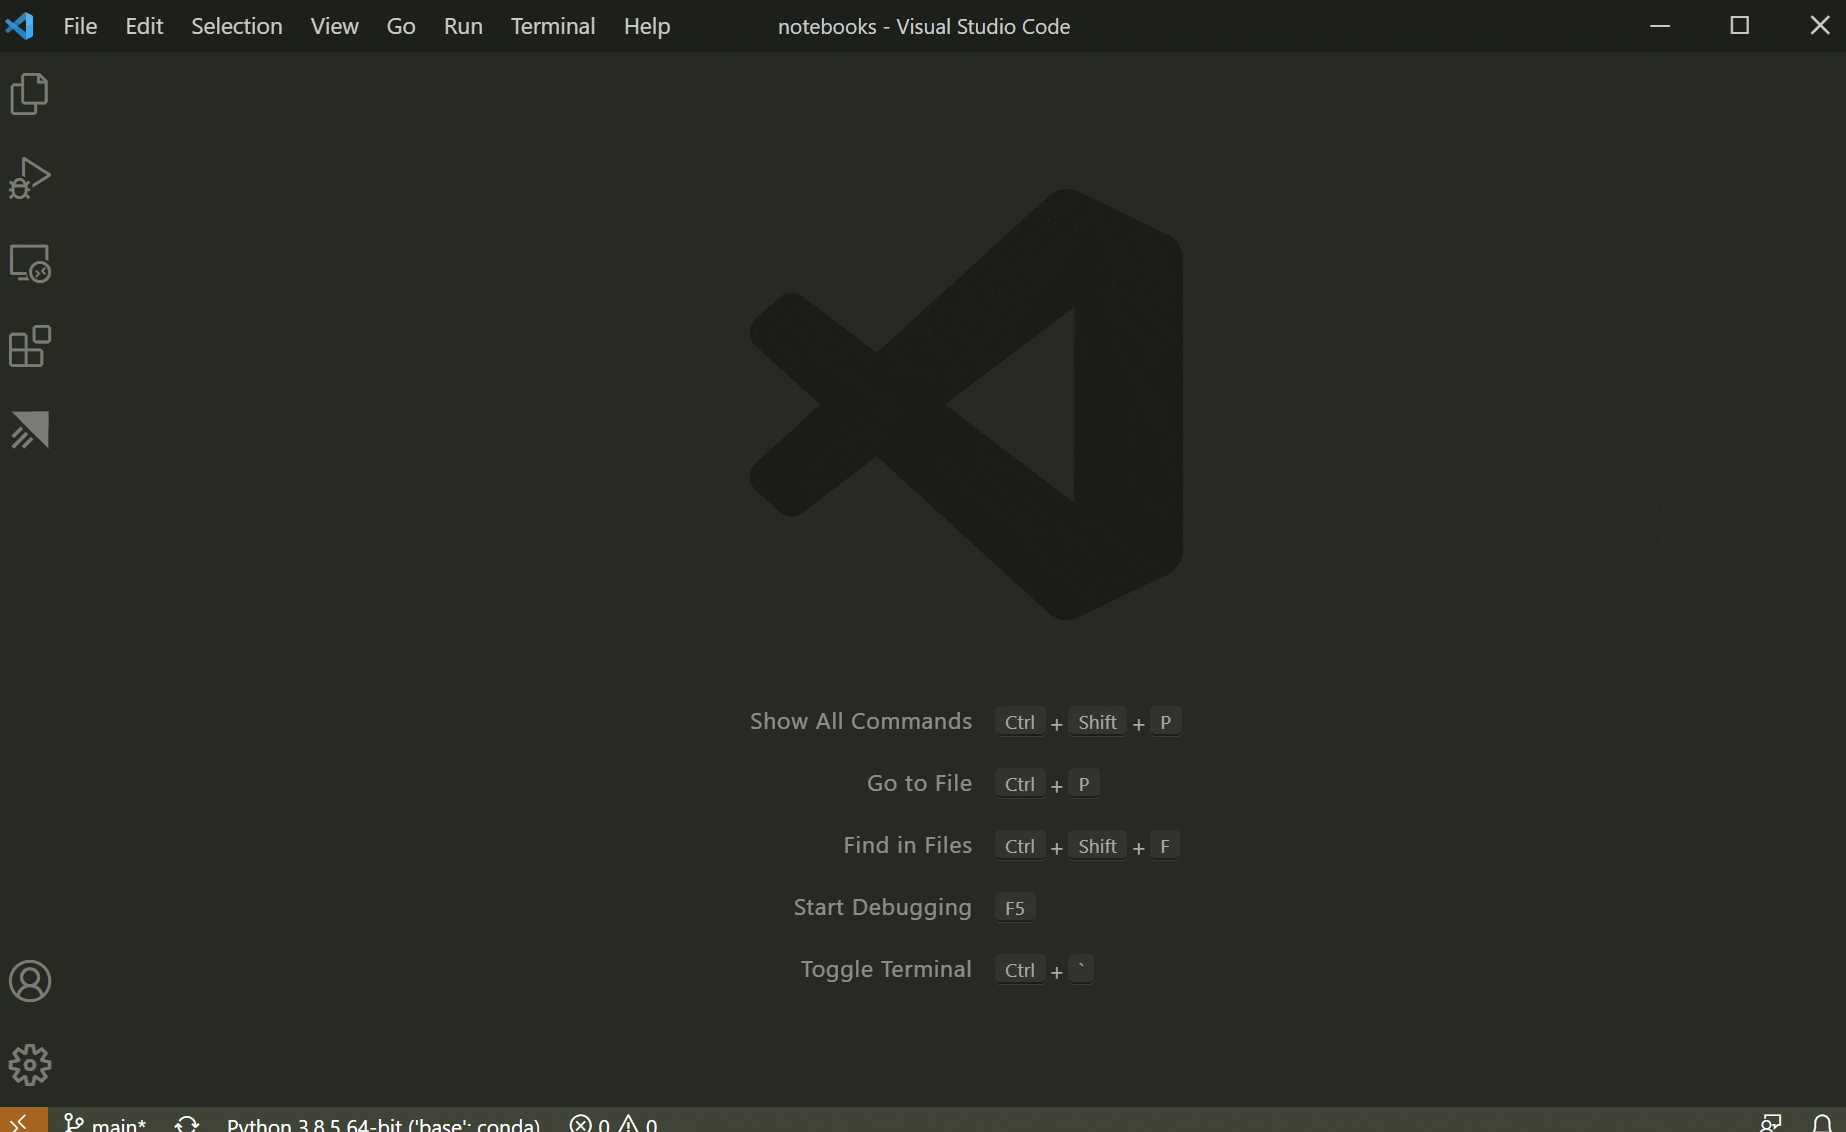 File Edit Selection View Go Run Terminal Help notebooks - Visual Studio Code
Show All Commands Ctrl + Shift + P
Go to File Ctrl + P
Find in Files Ctrl + Shift + F
Start Debugging F5
Toggle Terminal Ctrl + `
main* Python 3.8.5 64-bit ('base': conda) 0 0